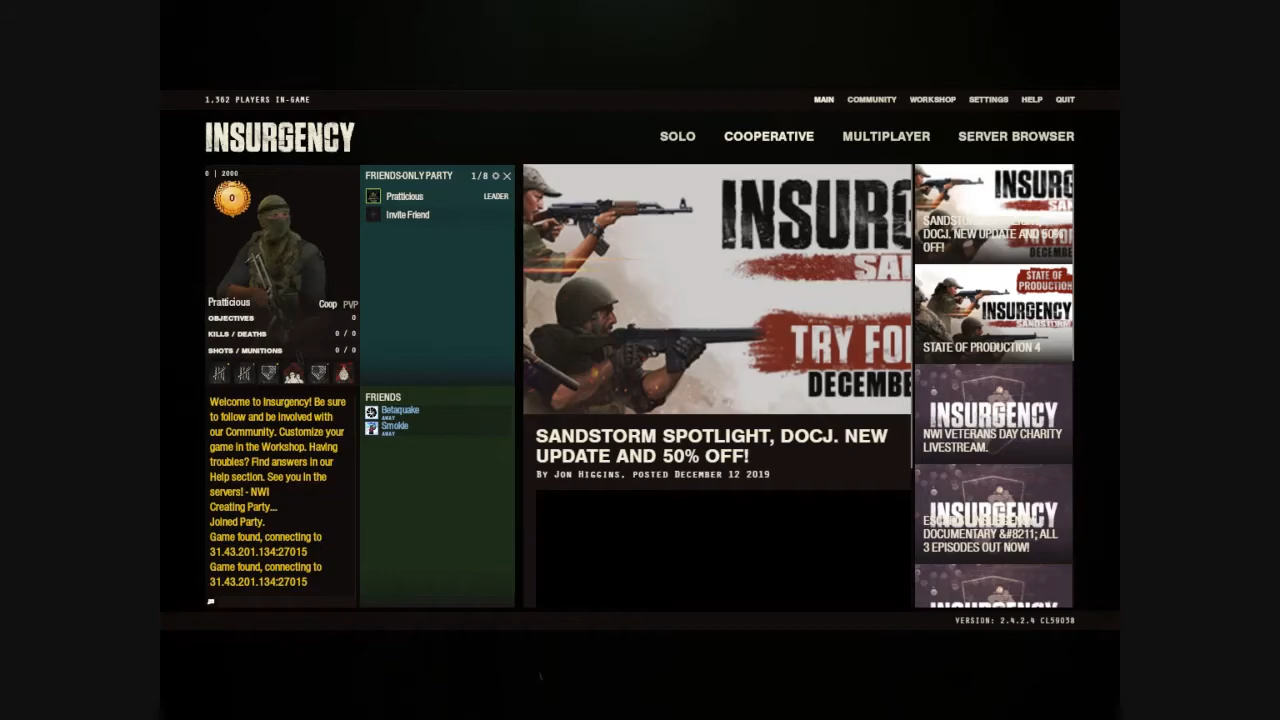 1,362 PLAYERS IN-GAME
MAIN COMMUNITY WORKSHOP SETTINGS HELP QUIT
INSURGENCY
SOLO COOPERATIVE MULTIPLAYER SERVER BROWSER
0 | 2000
0
Pratticious
Coop PVP
OBJECTIVES 0
KILLS / DEATHS 0 / 0
SHOTS / MUNITIONS 0 / 0
Welcome to Insurgency! Be sure
to follow and be involved with
our Community. Customize your
game in the Workshop. Having
troubles? Find answers in our
Help section. See you in the
servers! - NWI
Creating Party...
Joined Party.
Game found, connecting to
31.43.201.134:27015
Game found, connecting to
31.43.201.134:27015
FRIENDS-ONLY PARTY 1/8
Pratticious LEADER
Invite Friend
FRIENDS
Betaquake
AWAY
Smokie
AWAY
INSURG
SAI
TRY FOI
DECEMBE
SANDSTORM SPOTLIGHT, DOCJ. NEW
UPDATE AND 50% OFF!
BY JON HIGGINS, POSTED DECEMBER 12 2019
INSURG
SANDSTORM SPOTLIGHT,
DOCJ. NEW UPDATE AND 50%
OFF!
DECEMBE
STATE OF
PRODUCTION
INSURGENCY
SANDSTORM
STATE OF PRODUCTION 4
INSURGENCY
NWI VETERANS DAY CHARITY
LIVESTREAM.
INSURGENCY
DOCUMENTARY &#8211; ALL
3 EPISODES OUT NOW!
INSURGENCY
VERSION: 2.4.2.4 CL59038